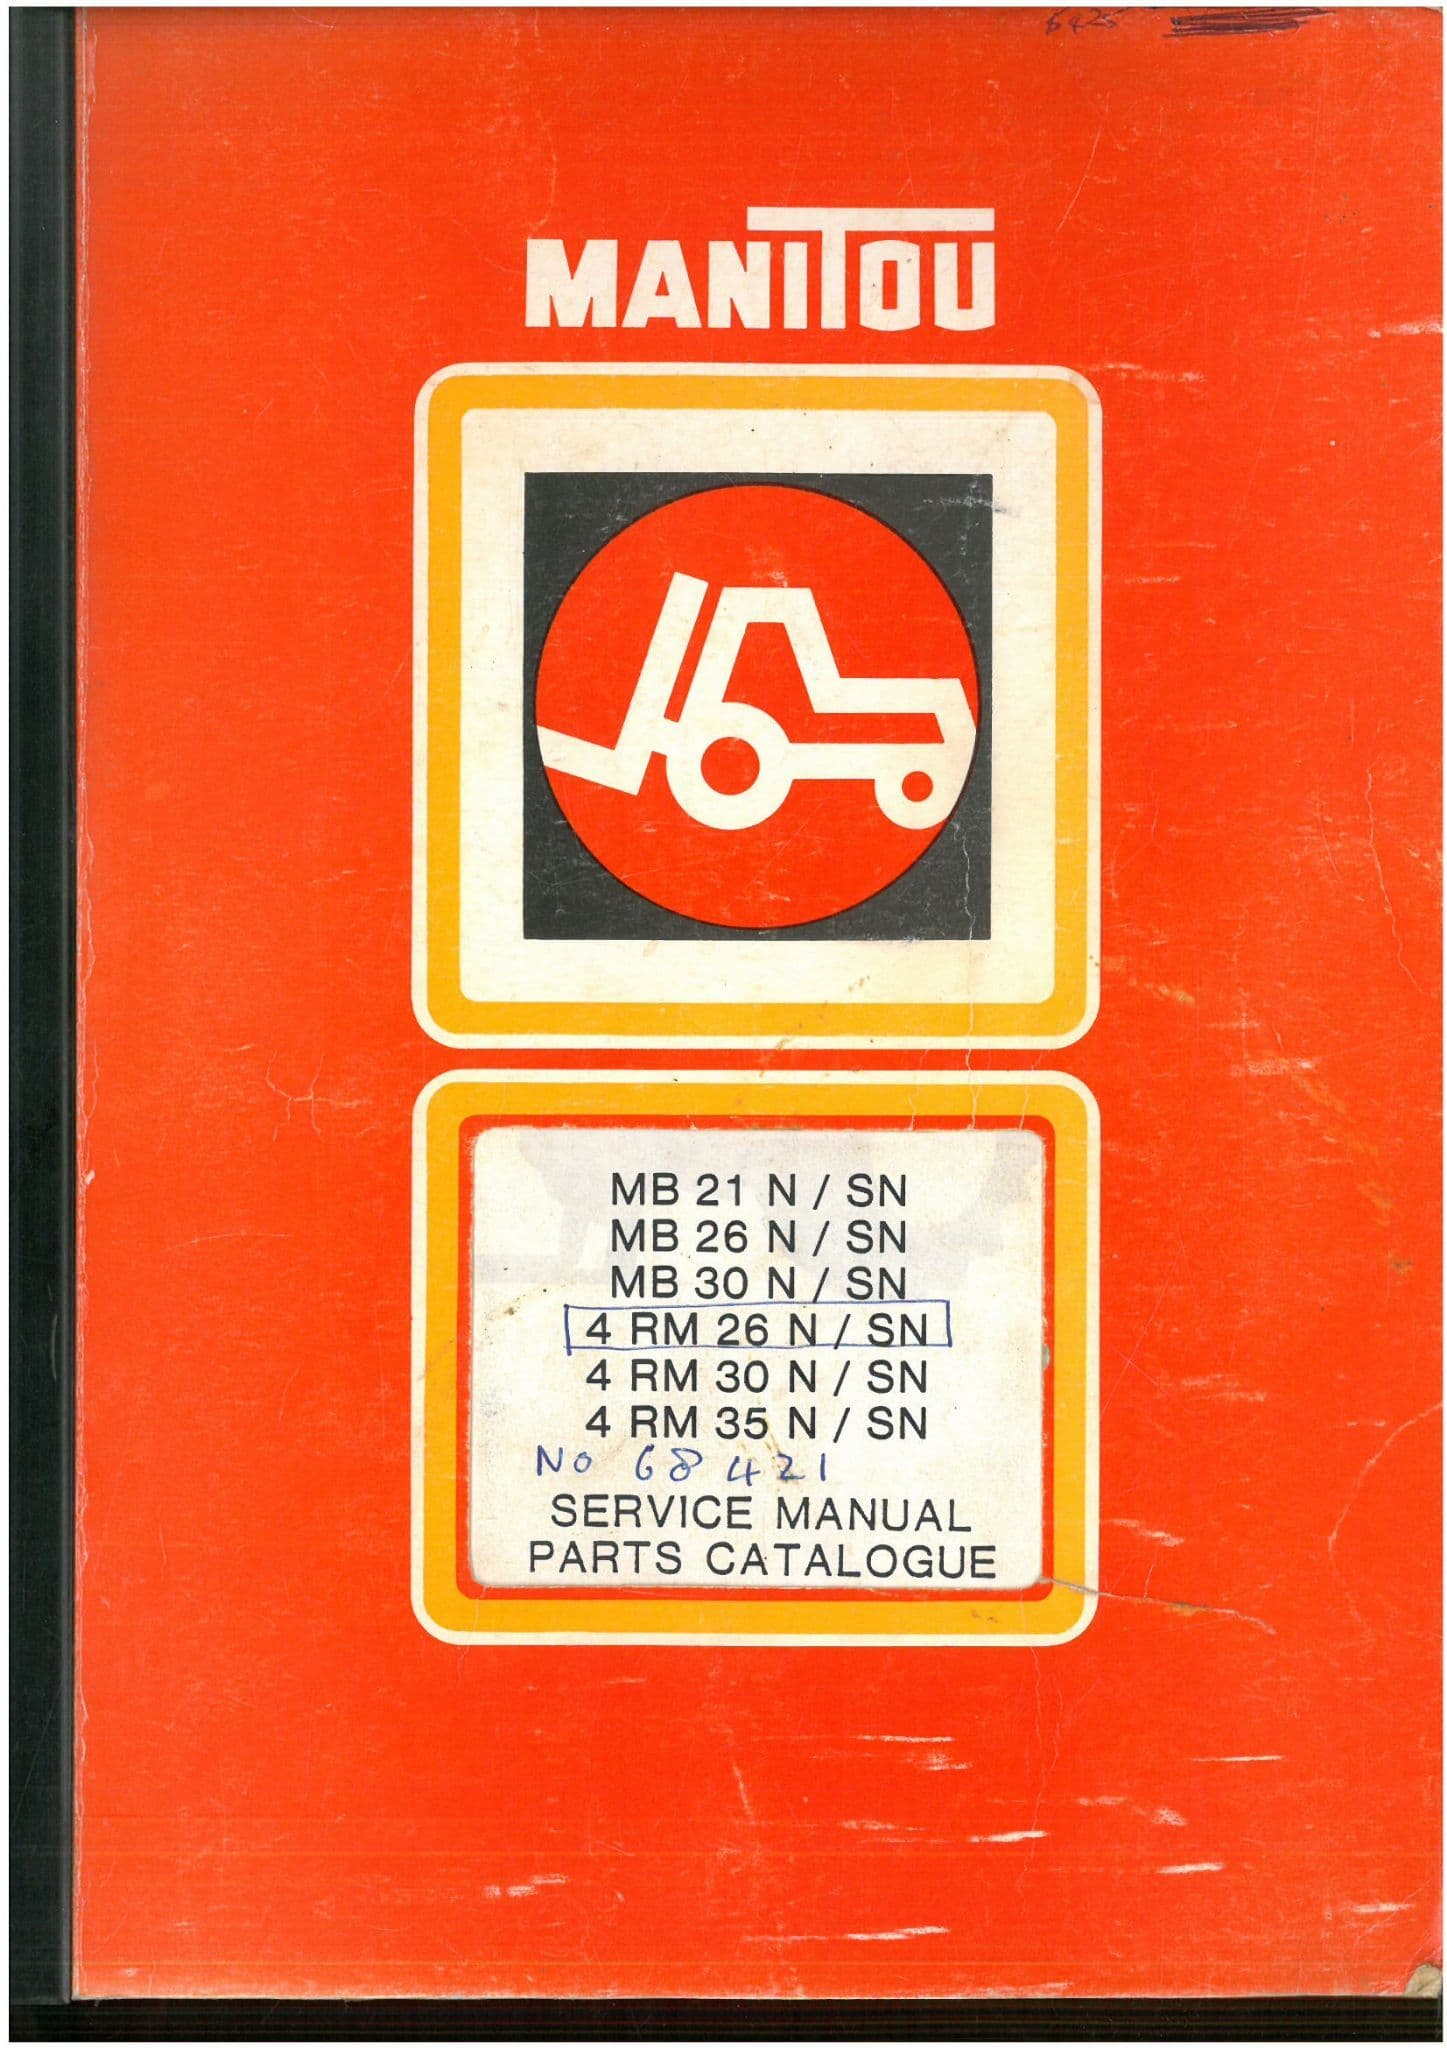 MANITOU
MB 21 N / SN
MB 26 N / SN
MB 30 N / SN
4 RM 26 N / SN
4 RM 30 N / SN
4 RM 35 N / SN
No 68421
SERVICE MANUAL
PARTS CATALOGUE